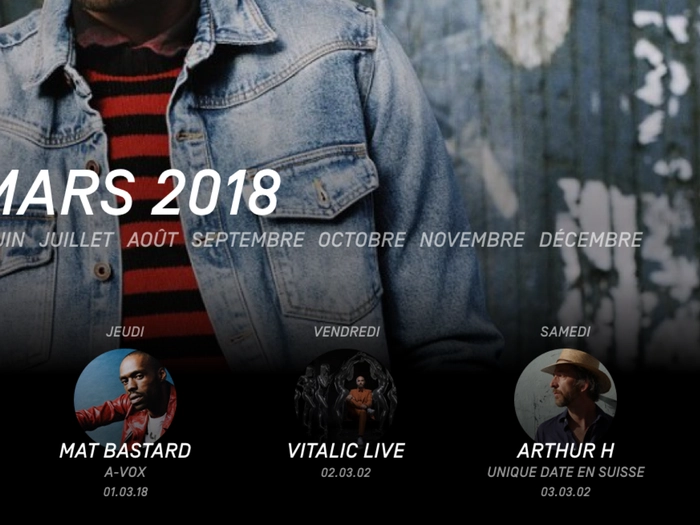 MARS 2018
JUIN JUILLET AOÛT SEPTEMBRE OCTOBRE NOVEMBRE DÉCEMBRE
JEUDI VENDREDI SAMEDI
MAT BASTARD VITALIC LIVE ARTHUR H
A-VOX 02.03.02 UNIQUE DATE EN SUISSE
01.03.18 03.03.02